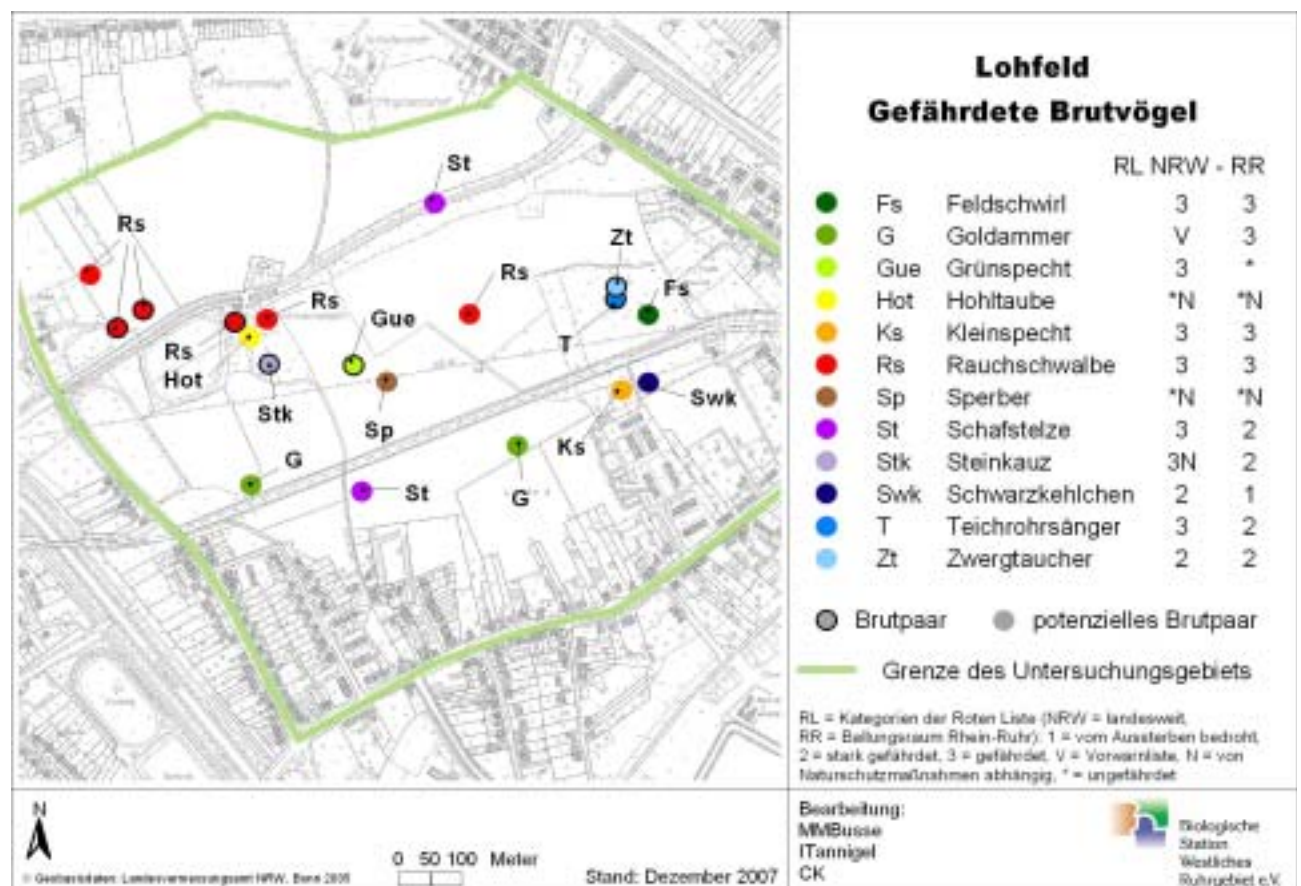 Lohfeld
Gefährdete Brutvögel
RL NRW - RR
Fs Feldschwirl 3 3
G Goldammer V 3
Gue Grünspecht 3 *
Hot Hohltaube *N *N
Ks Kleinspecht 3 3
Rs Rauchschwalbe 3 3
Sp Sperber *N *N
St Schafstelze 3 2
Stk Steinkauz 3N 2
Swk Schwarzkehlchen 2 1
T Teichrohrsänger 3 2
Zt Zwergtaucher 2 2
Brutpaar potenzielles Brutpaar
Grenze des Untersuchungsgebiets
RL = Kategorien der Roten Liste (NRW = landesweit,
RR = Ballungsraum Rhein-Ruhr). 1 = vom Aussterben bedroht,
2 = stark gefährdet, 3 = gefährdet, V = Vorwarnliste, N = von
Naturschutzmaßnahmen abhängig, * = ungefährdet
St
Rs
Zt
Rs
Fs
Rs
Gue
Rs
T
Hot
Stk
Swk
Sp
Ks
G
St
G
N
0 50 100 Meter
© Geobasisdaten: Landesvermessungsamt NRW, Bonn
Stand: Dezember 2007
Bearbeitung:
MMBusse
ITannigel
CK
Biologische
Station
Westliches
Ruhrgebiet e.V.